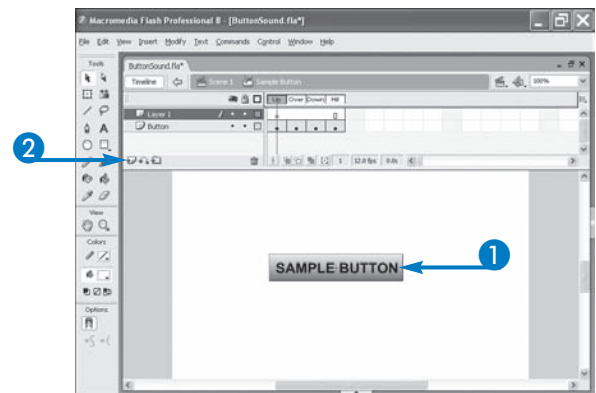 Macromedia Flash Professional 8 - [ButtonSound.fla*]
File Edit View Insert Modify Text Commands Control Window Help
Tools
ButtonSound.fla*
Timeline Scene 1 Sample Button 100%
Up Over Down Hit
Layer 1
Button
1 12.0 fps 0.0s
2
A
View
Colors
Options
SAMPLE BUTTON
1